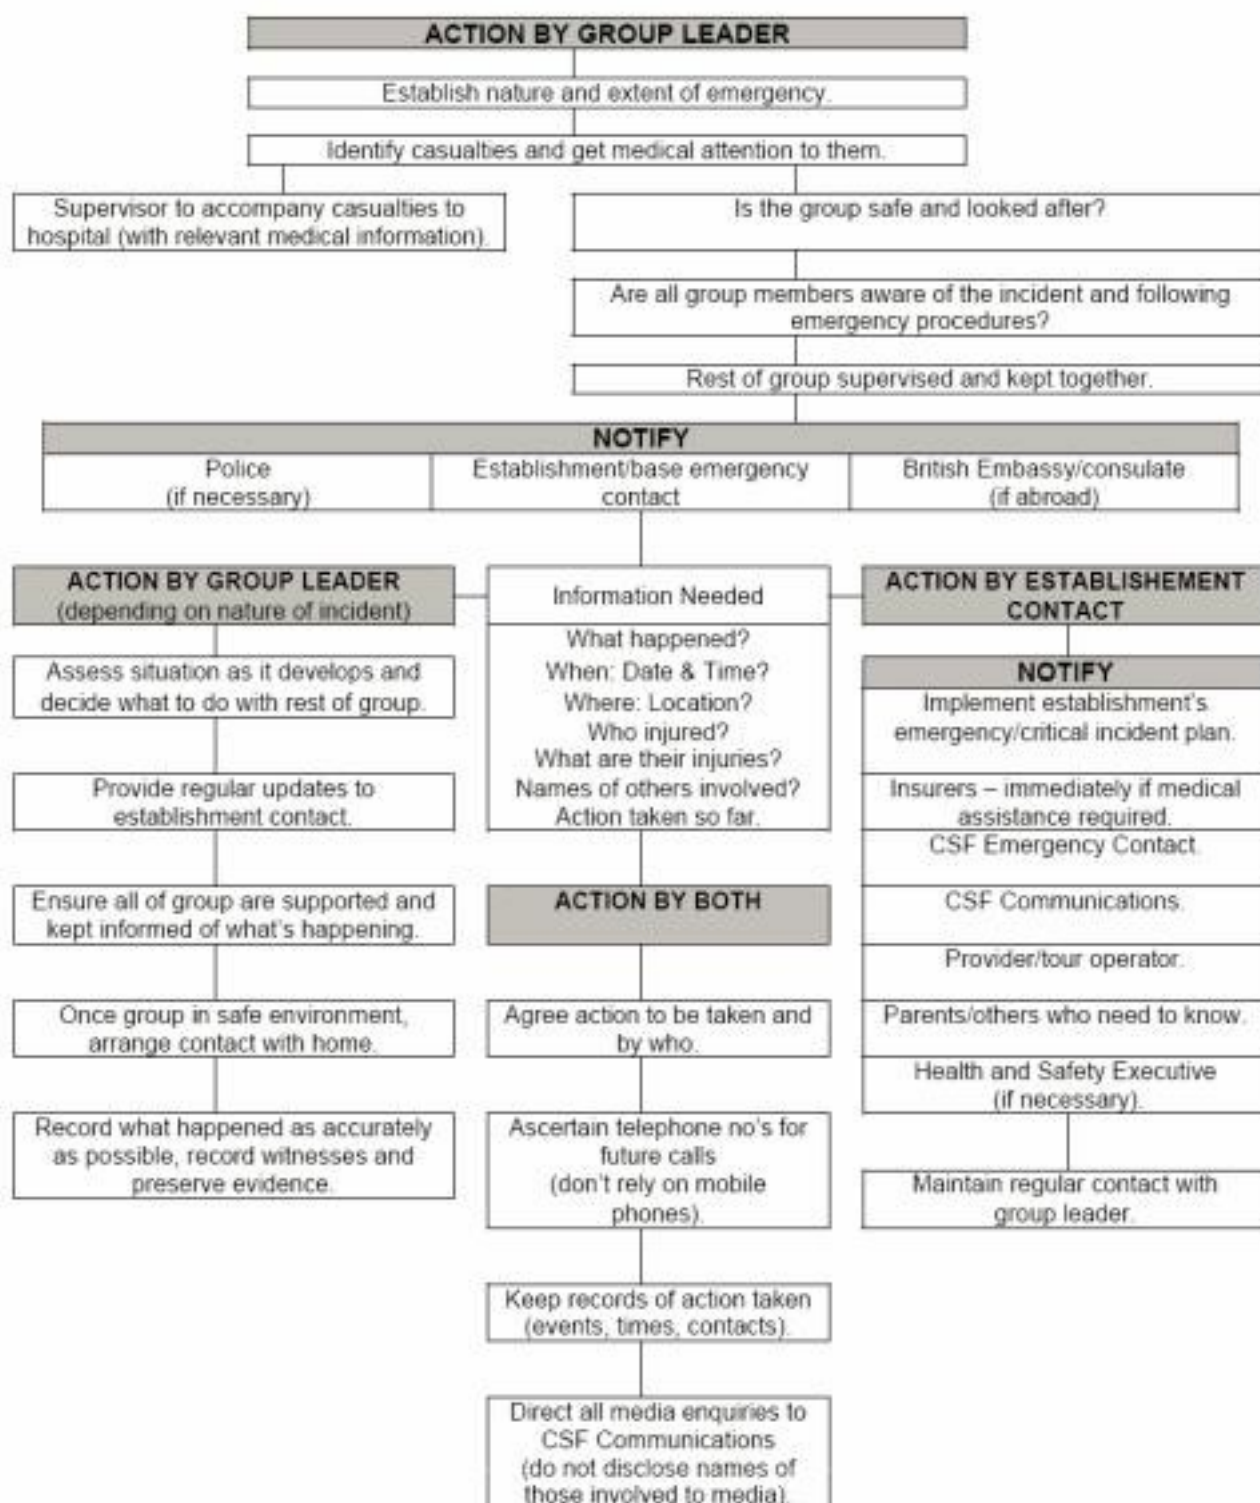 ACTION BY GROUP LEADER
Establish nature and extent of emergency.
Identify casualties and get medical attention to them.
Supervisor to accompany casualties to
hospital (with relevant medical information).
Is the group safe and looked after?
Are all group members aware of the incident and following
emergency procedures?
Rest of group supervised and kept together.
NOTIFY
Police
(if necessary)
Establishment/base emergency
contact
British Embassy/consulate
(if abroad)
ACTION BY GROUP LEADER
(depending on nature of incident)
Assess situation as it develops and
decide what to do with rest of group.
Provide regular updates to
establishment contact.
Ensure all of group are supported and
kept informed of what's happening.
Once group in safe environment,
arrange contact with home.
Record what happened as accurately
as possible, record witnesses and
preserve evidence.
Information Needed
What happened?
When: Date & Time?
Where: Location?
Who injured?
What are their injuries?
Names of others involved?
Action taken so far.
ACTION BY BOTH
Agree action to be taken and
by who.
Ascertain telephone no's for
future calls
(don't rely on mobile
phones).
Keep records of action taken
(events, times, contacts).
Direct all media enquiries to
CSF Communications
(do not disclose names of
those involved to media).
ACTION BY ESTABLISHEMENT
CONTACT
NOTIFY
Implement establishment's
emergency/critical incident plan.
Insurers – immediately if medical
assistance required.
CSF Emergency Contact.
CSF Communications.
Provider/tour operator.
Parents/others who need to know.
Health and Safety Executive
(if necessary).
Maintain regular contact with
group leader.